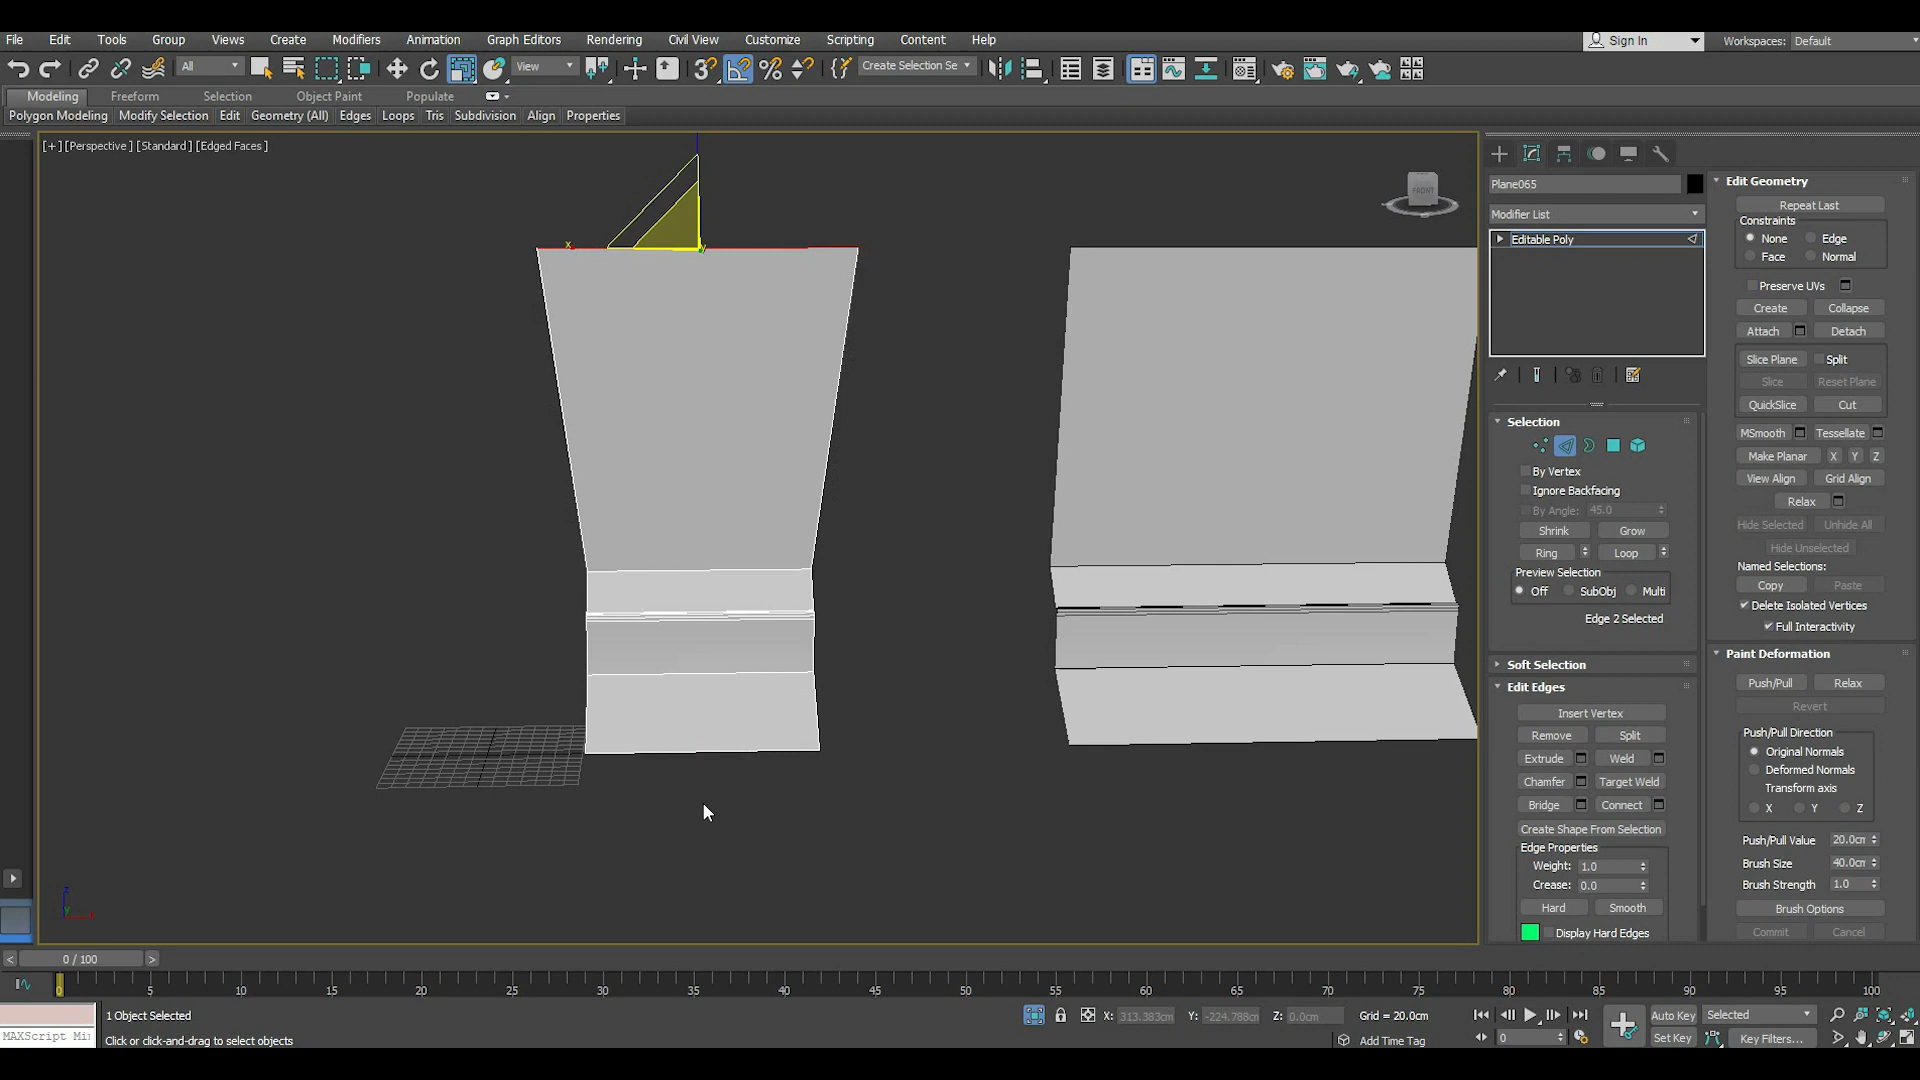 File Edit Tools Group Views Create Modifiers Animation Graph Editors Rendering Civil View Customize Scripting Content Help Sign In Workspaces: Default
All View Create Selection Se
Modeling Freeform Selection Object Paint Populate
Polygon Modeling Modify Selection Edit Geometry (All) Edges Loops Tris Subdivision Align Properties
[+] [Perspective ] [Standard ] [Edged Faces ]
FRONT
x
y
Plane065
Modifier List
Editable Poly
Selection
By Vertex
Ignore Backfacing
By Angle: 45.0
Shrink Grow
Ring Loop
Preview Selection
Off SubObj Multi
Edge 2 Selected
Soft Selection
Edit Edges
Insert Vertex
Remove Split
Extrude Weld
Chamfer Target Weld
Bridge Connect
Create Shape From Selection
Edge Properties
Weight: 1.0
Crease: 0.0
Hard Smooth
Display Hard Edges
Edit Geometry
Repeat Last
Constraints
None Edge
Face Normal
Preserve UVs
Create Collapse
Attach Detach
Slice Plane Split
Slice Reset Plane
QuickSlice Cut
MSmooth Tessellate
Make Planar X Y Z
View Align Grid Align
Relax
Hide Selected Unhide All
Hide Unselected
Named Selections:
Copy Paste
Delete Isolated Vertices
Full Interactivity
Paint Deformation
Push/Pull Relax
Revert
Push/Pull Direction
Original Normals
Deformed Normals
Transform axis
X Y Z
Push/Pull Value 20.0cm
Brush Size 40.0cm
Brush Strength 1.0
Brush Options
Commit Cancel
z
< 0 / 100 >
0 5 10 15 20 25 30 35 40 45 50 55 60 65 70 75 80 85 90 95 100
1 Object Selected X: 313.383cm Y: -224.788cm Z: 0.0cm Grid = 20.0cm Auto Key Selected
MAXScript Mi Click or click-and-drag to select objects Add Time Tag 0 Set Key Key Filters...